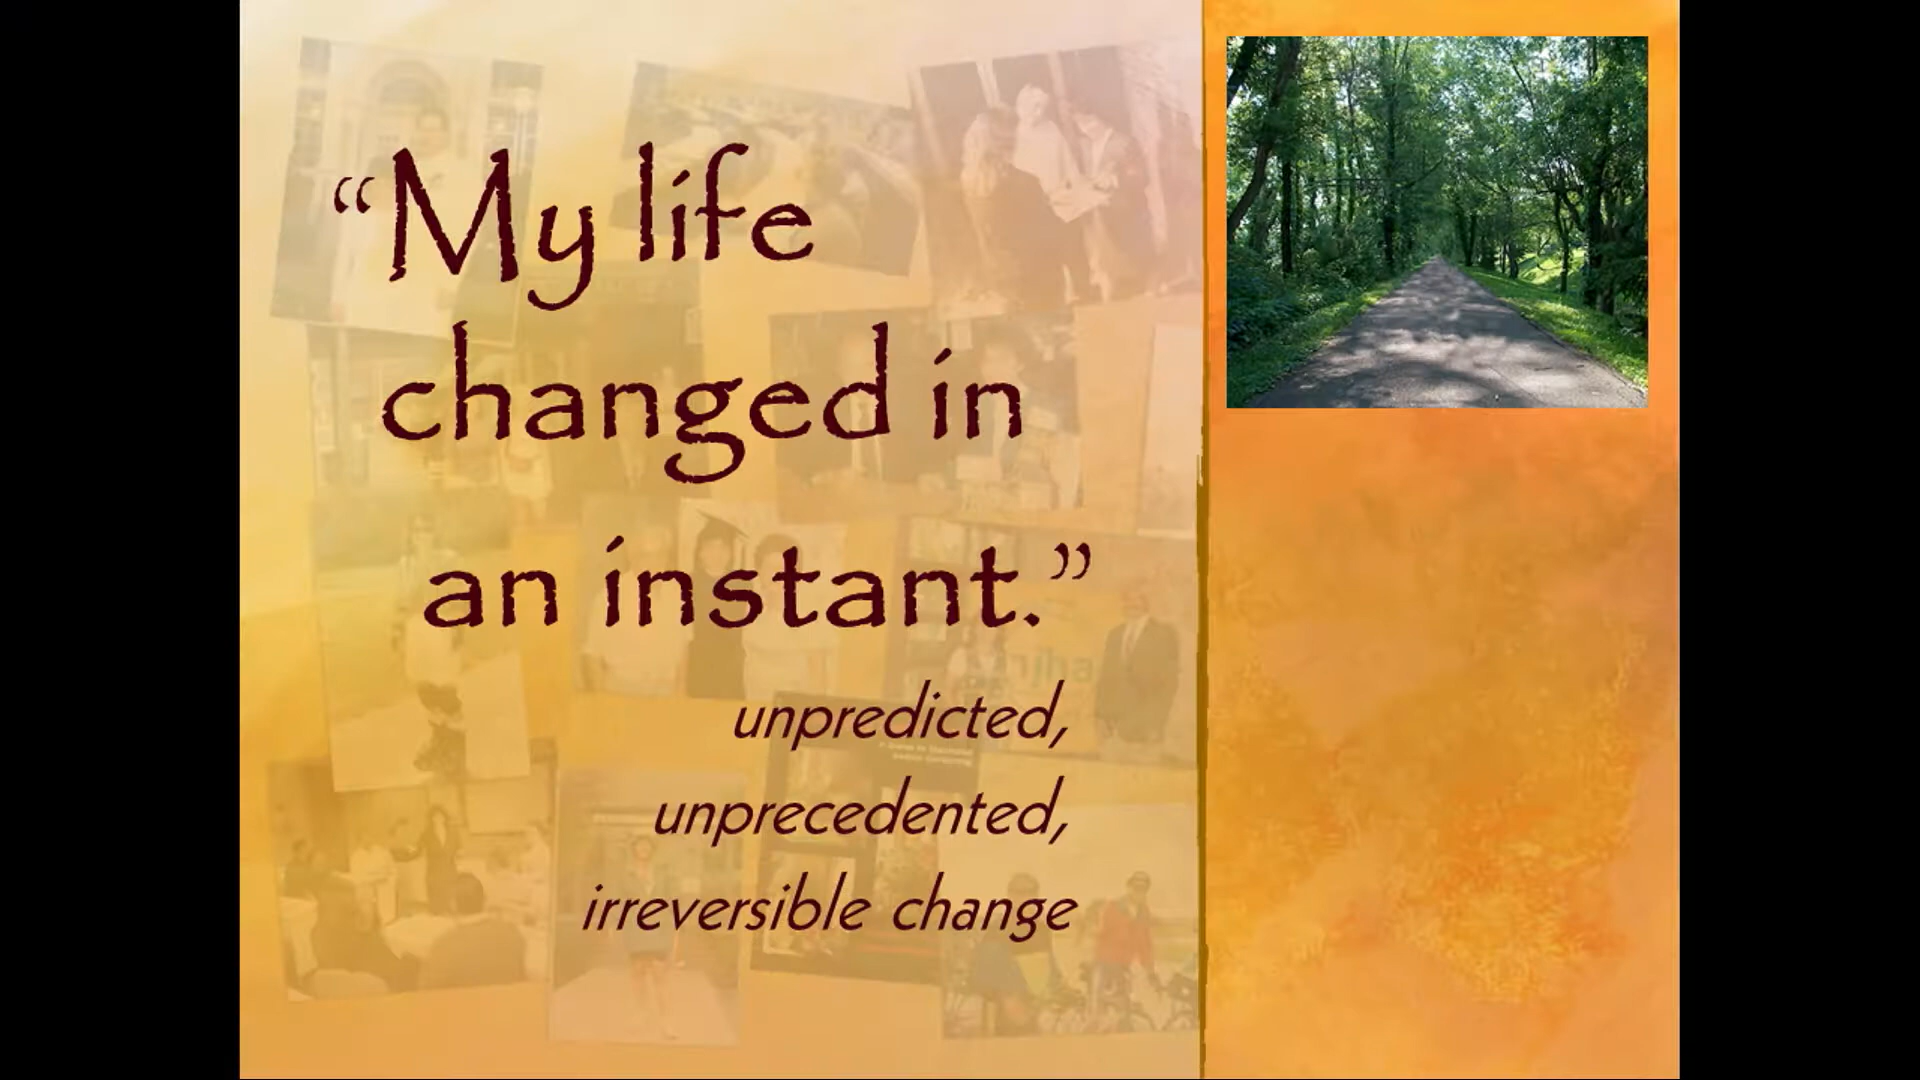 “My life
changed in
an instant.”
unpredicted,
unprecedented,
irreversible change